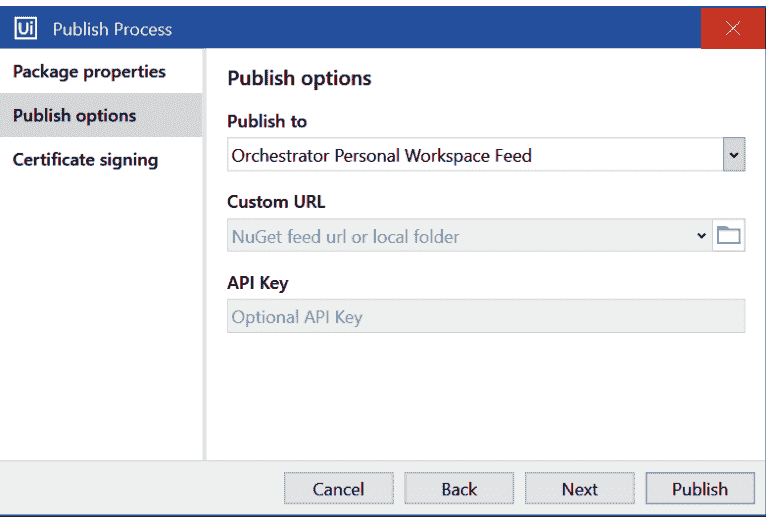 Ui Publish Process
Package properties
Publish options
Certificate signing
Publish options
Publish to
Orchestrator Personal Workspace Feed
Custom URL
NuGet feed url or local folder
API Key
Optional API Key
Cancel Back Next Publish